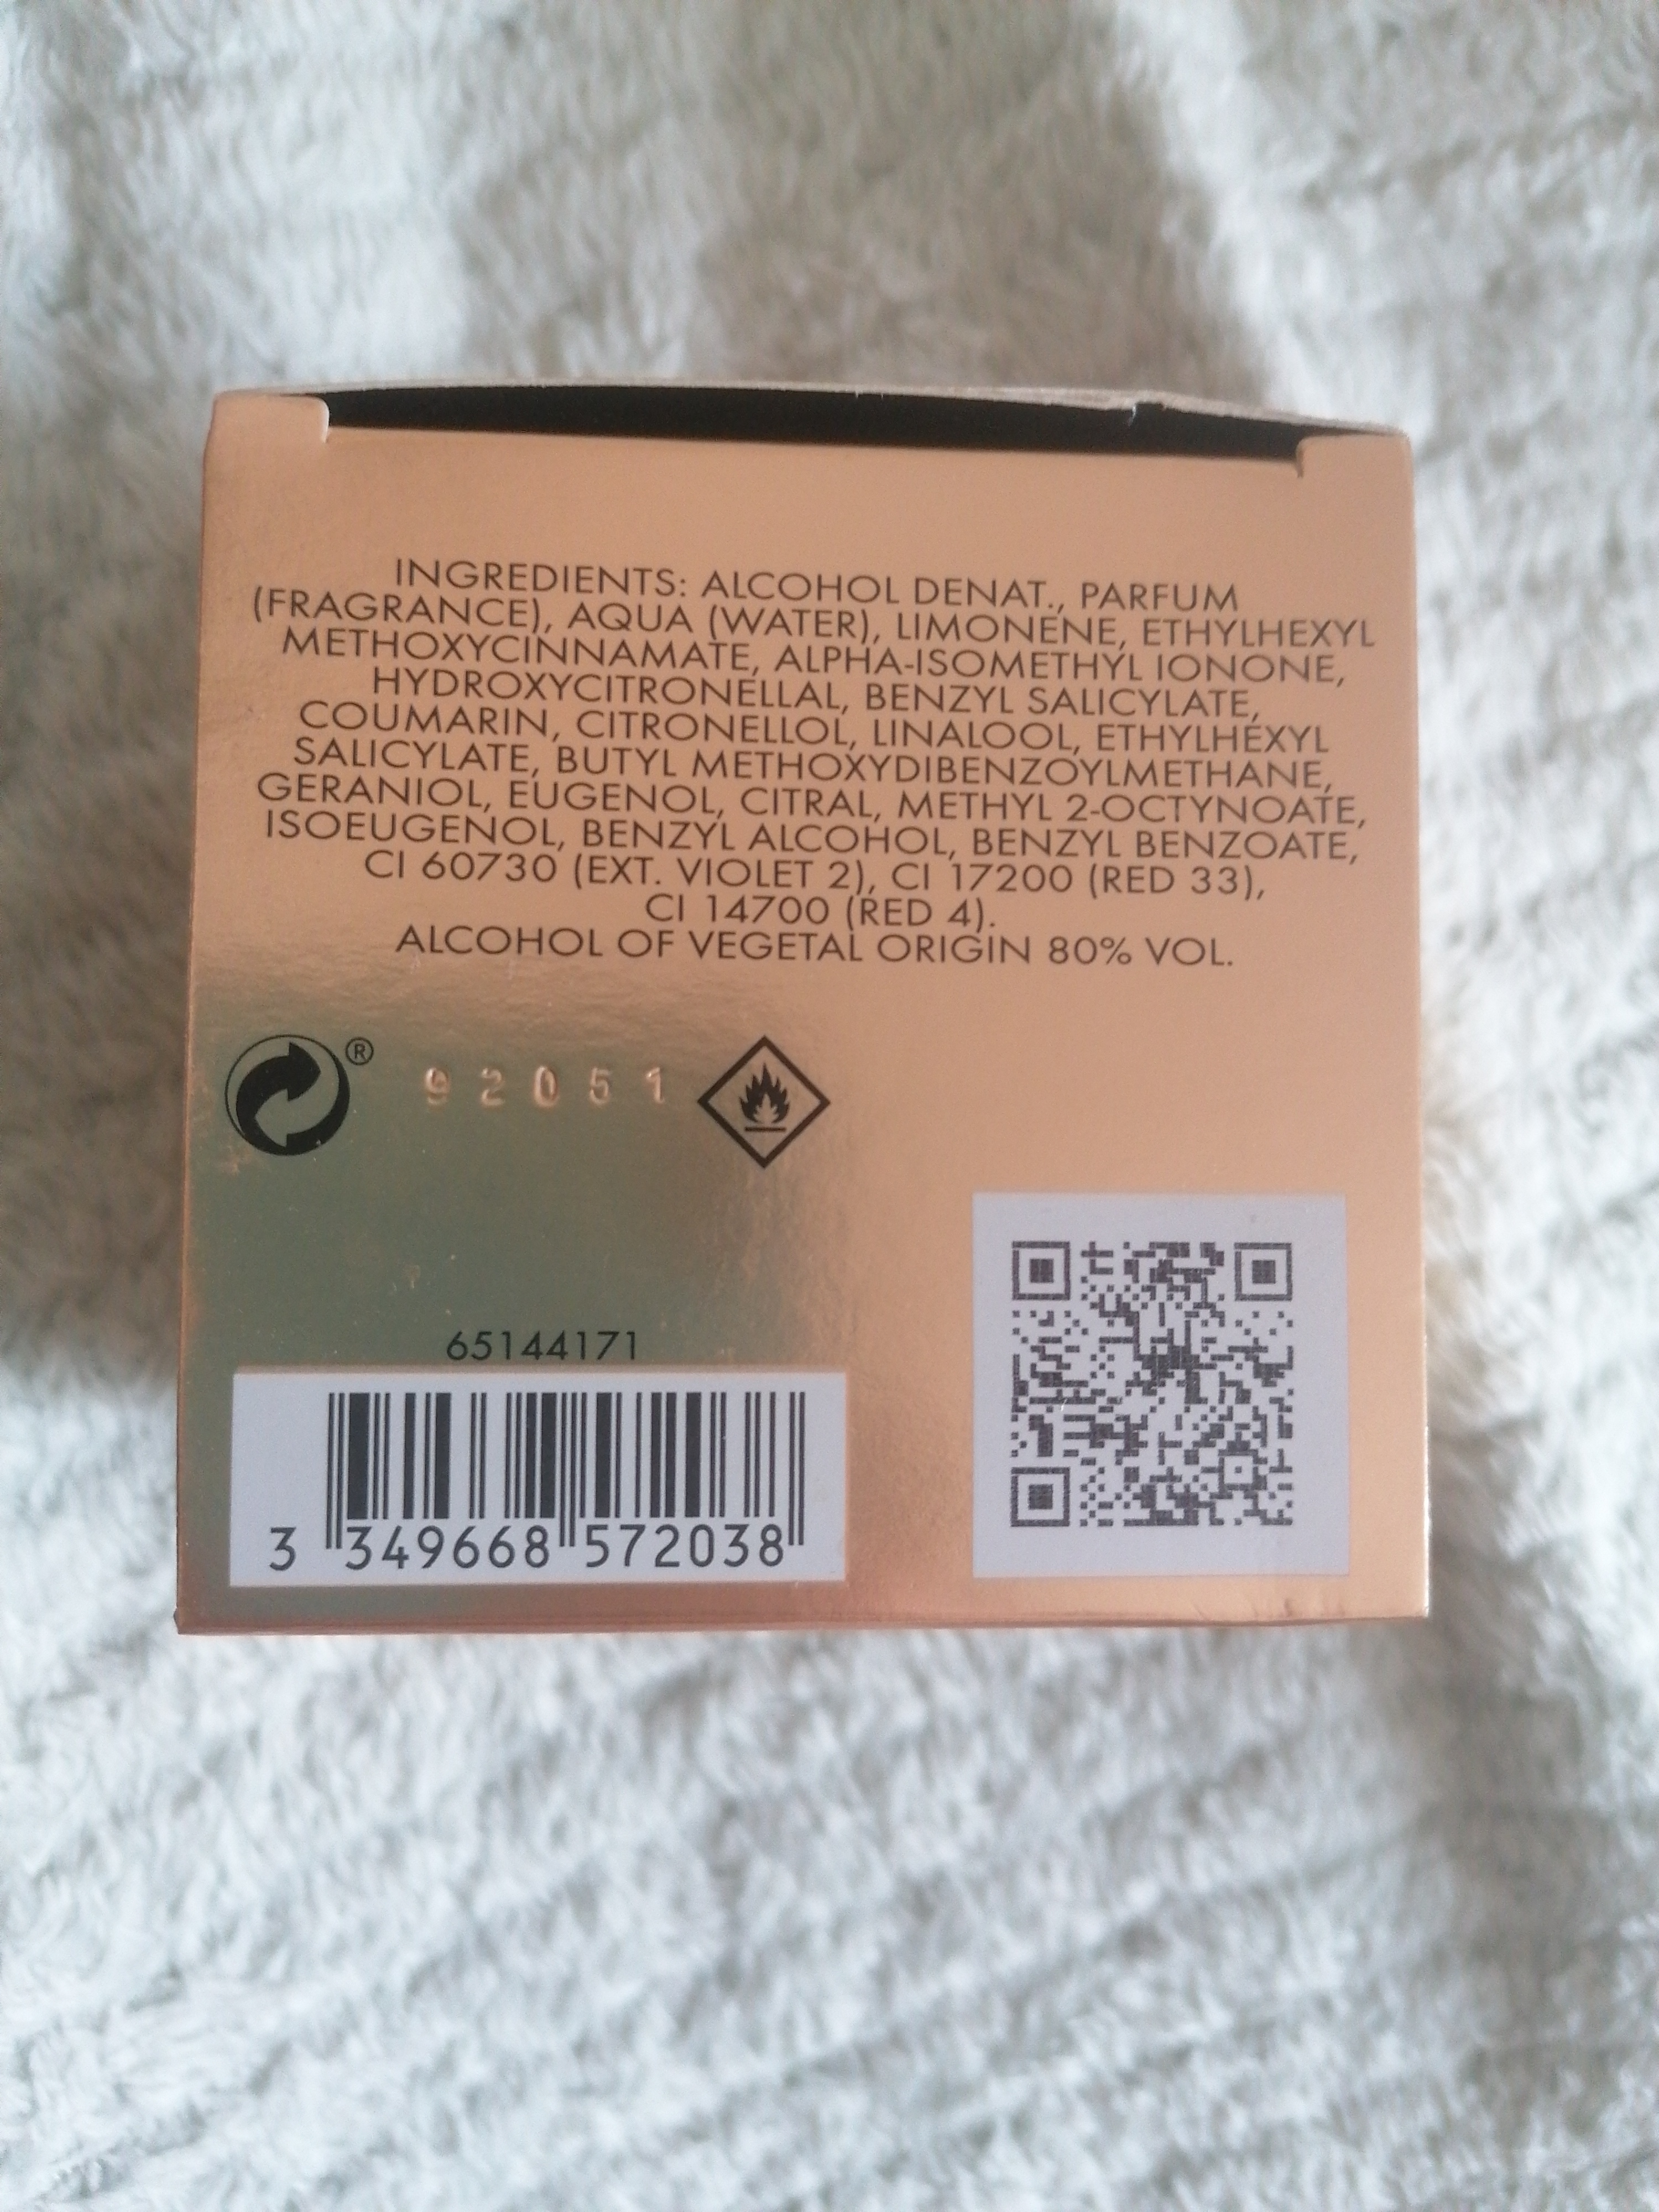 INGREDIENTS: ALCOHOL DENAT., PARFUM
(FRAGRANCE), AQUA (WATER), LIMONENE, ETHYLHEXYL
METHOXYCINNAMATE, ALPHA-ISOMETHYL IONONE,
HYDROXYCITRONELLAL, BENZYL SALICYLATE,
COUMARIN, CITRONELLOL, LINALOOL, ETHYLHEXYL
SALICYLATE, BUTYL METHOXYDIBENZOYLMETHANE,
GERANIOL, EUGENOL, CITRAL, METHYL 2-OCTYNOATE,
ISOEUGENOL, BENZYL ALCOHOL, BENZYL BENZOATE,
CI 60730 (EXT. VIOLET 2), CI 17200 (RED 33),
CI 14700 (RED 4).
ALCOHOL OF VEGETAL ORIGIN 80% VOL.
® 92051
65144171
3 349668 572038